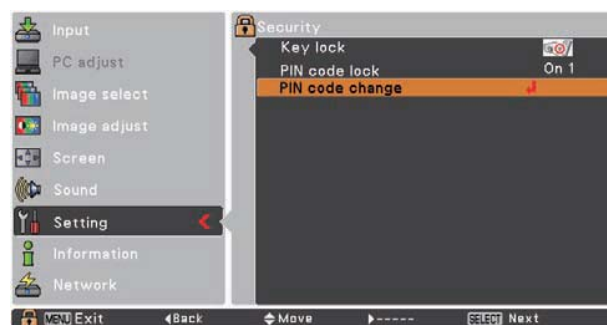 Input
PC adjust
Image select
Image adjust
Screen
Sound
Setting
Information
Network
Security
Key lock
PIN code lock On 1
PIN code change
MENU Exit ◀Back Move ▶----- SELECT Next